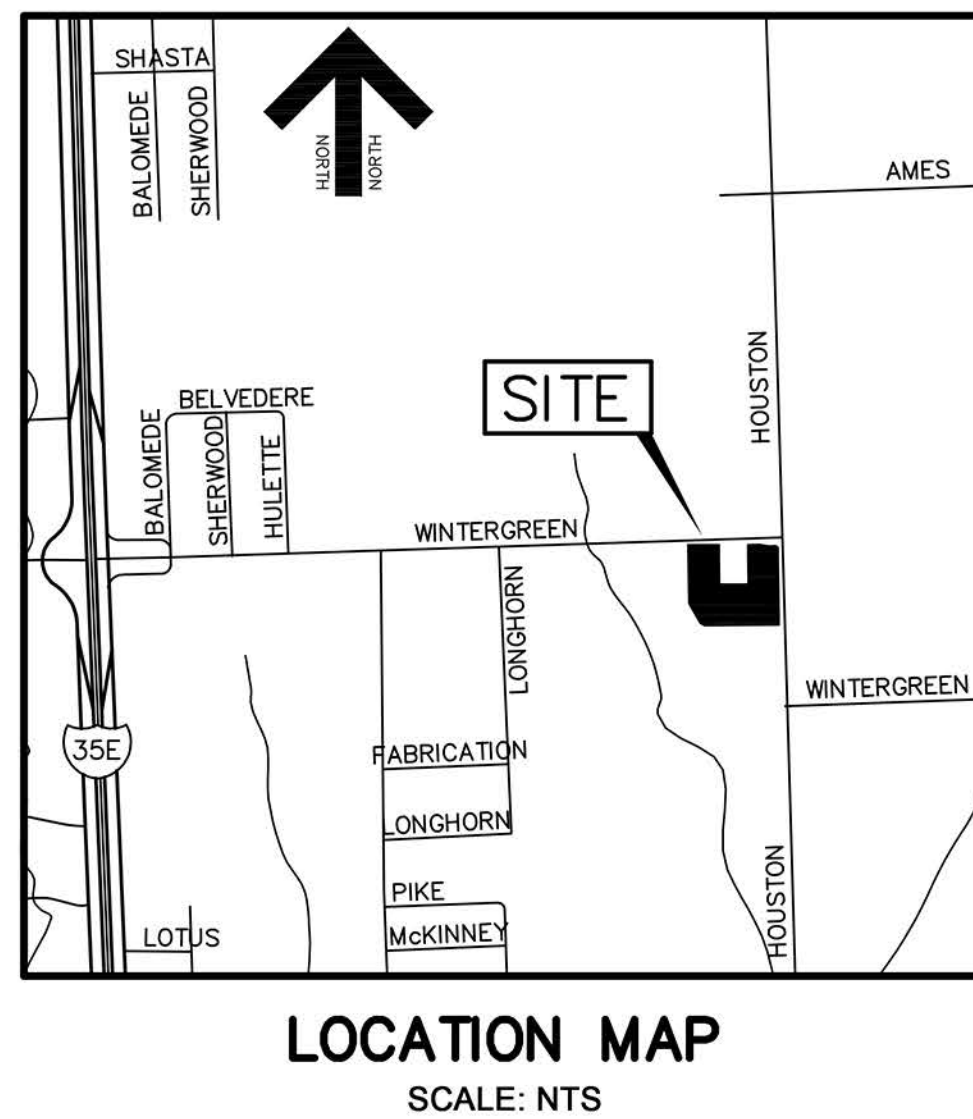 SHASTA
BALOMEDE
SHERWOOD
NORTH
NORTH
AMES
HOUSTON
SITE
BELVEDERE
BALOMEDE
SHERWOOD
HULETTE
WINTERGREEN
LONGHORN
WINTERGREEN
35E
FABRICATION
LONGHORN
PIKE
McKINNEY
HOUSTON
LOTUS
LOCATION MAP
SCALE: NTS